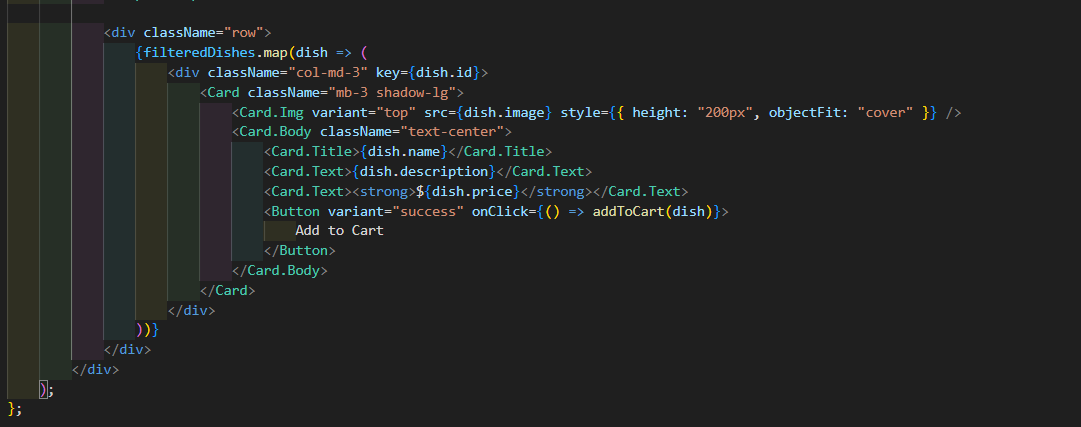 <div className="row">
{filteredDishes.map(dish => (
<div className="col-md-3" key={dish.id}>
<Card className="mb-3 shadow-lg">
<Card.Img variant="top" src={dish.image} style={{ height: "200px", objectFit: "cover" }} />
<Card.Body className="text-center">
<Card.Title>{dish.name}</Card.Title>
<Card.Text>{dish.description}</Card.Text>
<Card.Text><strong>${dish.price}</strong></Card.Text>
<Button variant="success" onClick={() => addToCart(dish)}>
Add to Cart
</Button>
</Card.Body>
</Card>
</div>
))}
</div>
</div>
);
};